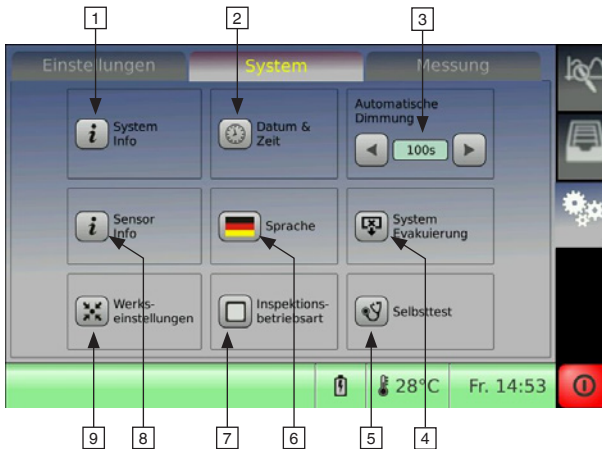 1 2 3
Einstellungen System Messung
System
Info
Datum &
Zeit
Automatische
Dimmung
100s
Sensor
Info
Sprache
System
Evakuierung
Werks-
einstellungen
Inspektions-
betriebsart
Selbsttest
28°C Fr. 14:53
9 8 7 6 5 4